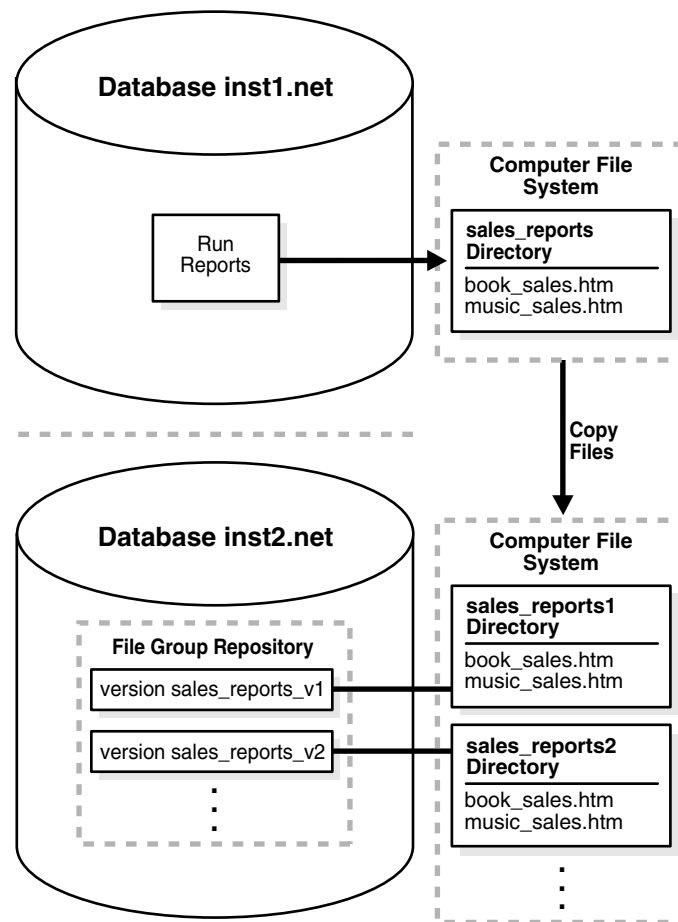 Database inst1.net
Run
Reports
Computer File
System
sales_reports
Directory
book_sales.htm
music_sales.htm
Copy
Files
Database inst2.net
File Group Repository
version sales_reports_v1
version sales_reports_v2
Computer File
System
sales_reports1
Directory
book_sales.htm
music_sales.htm
sales_reports2
Directory
book_sales.htm
music_sales.htm